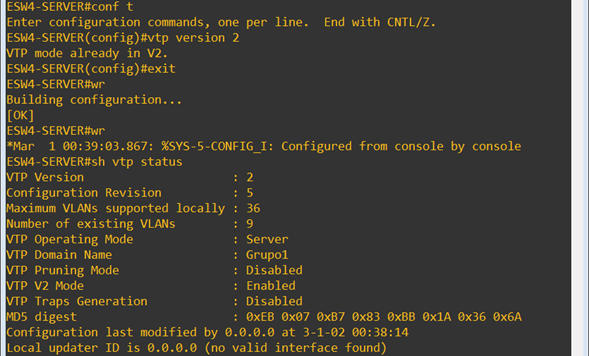 ESW4-SERVER#conf t
Enter configuration commands, one per line.  End with CNTL/Z.
ESW4-SERVER(config)#vtp version 2
VTP mode already in V2.
ESW4-SERVER(config)#exit
ESW4-SERVER#wr
Building configuration...
[OK]
ESW4-SERVER#wr
*Mar  1 00:39:03.867: %SYS-5-CONFIG_I: Configured from console by console
ESW4-SERVER#sh vtp status
VTP Version                     : 2
Configuration Revision          : 5
Maximum VLANs supported locally : 36
Number of existing VLANs        : 9
VTP Operating Mode              : Server
VTP Domain Name                 : Grupo1
VTP Pruning Mode                : Disabled
VTP V2 Mode                     : Enabled
VTP Traps Generation            : Disabled
MD5 digest                      : 0xEB 0x07 0xB7 0x83 0xBB 0x1A 0x36 0x6A
Configuration last modified by 0.0.0.0 at 3-1-02 00:38:14
Local updater ID is 0.0.0.0 (no valid interface found)